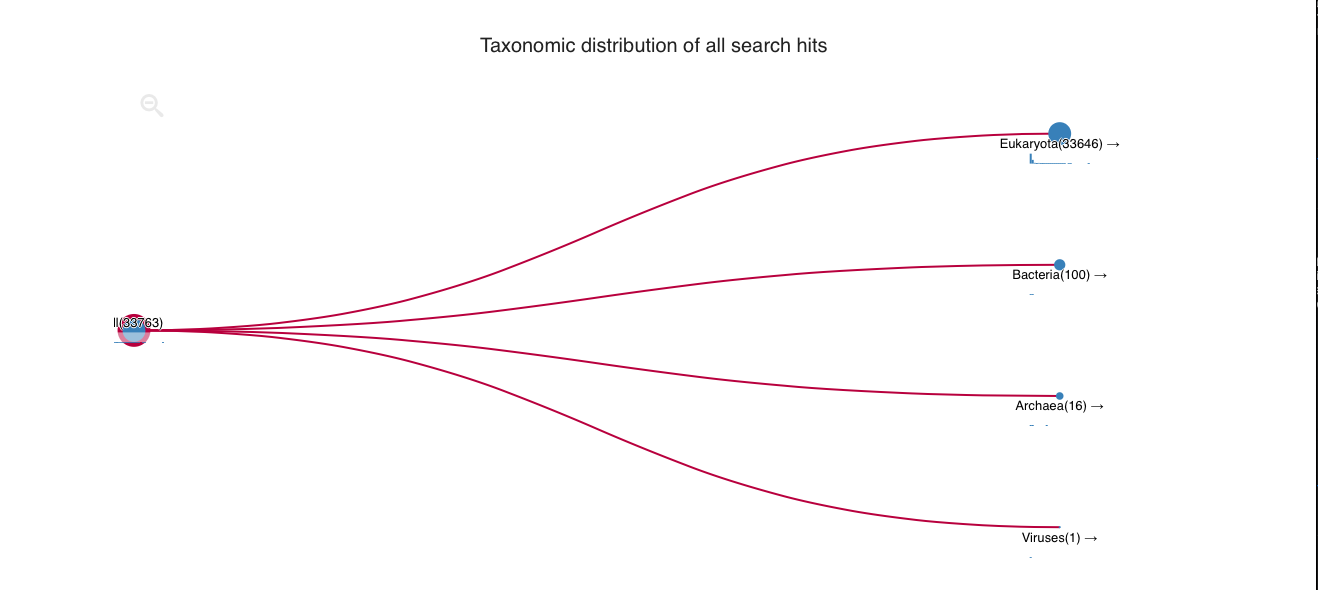 Taxonomic distribution of all search hits
Eukaryota(33646) →
Bacteria(100) →
ll(33763)
Archaea(16) →
Viruses(1) →